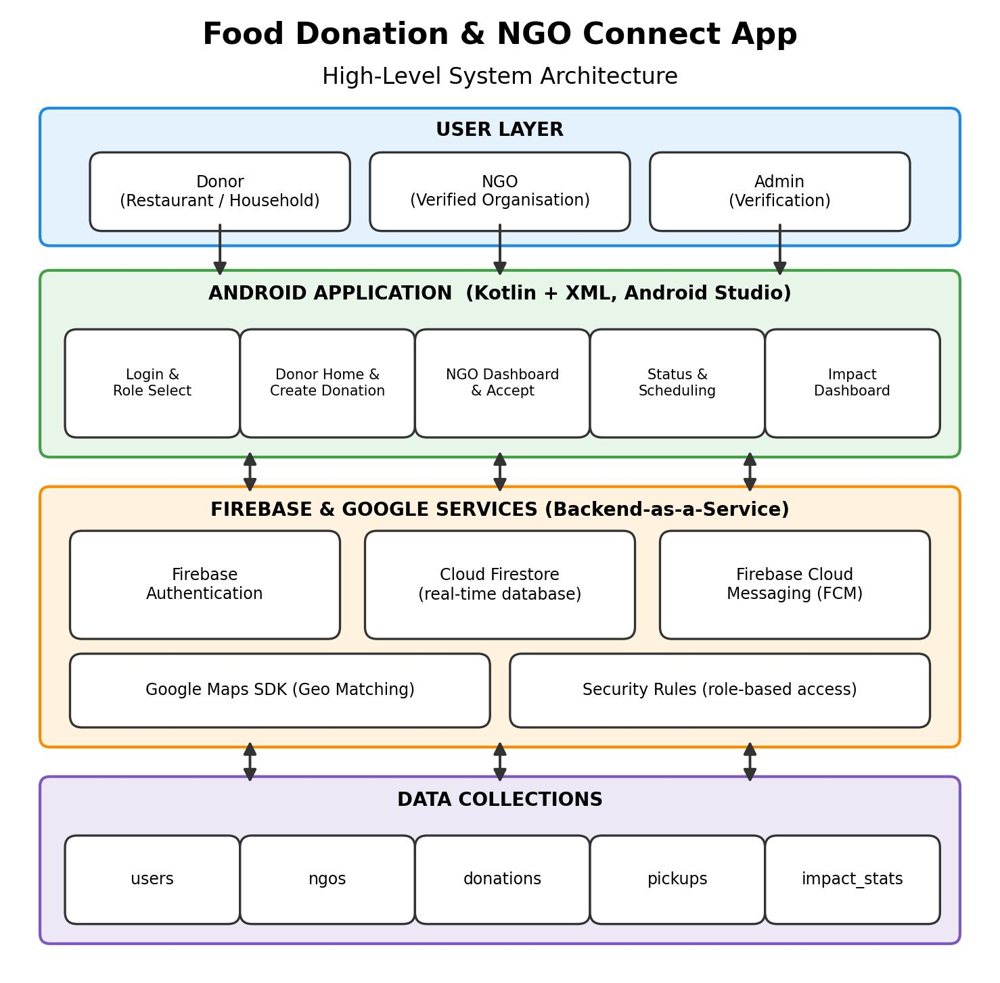 Food Donation & NGO Connect App
High-Level System Architecture
USER LAYER
Donor
(Restaurant / Household)
NGO
(Verified Organisation)
Admin
(Verification)
ANDROID APPLICATION  (Kotlin + XML, Android Studio)
Login &
Role Select
Donor Home &
Create Donation
NGO Dashboard
& Accept
Status &
Scheduling
Impact
Dashboard
FIREBASE & GOOGLE SERVICES (Backend-as-a-Service)
Firebase
Authentication
Cloud Firestore
(real-time database)
Firebase Cloud
Messaging (FCM)
Google Maps SDK (Geo Matching)
Security Rules (role-based access)
DATA COLLECTIONS
users
ngos
donations
pickups
impact_stats